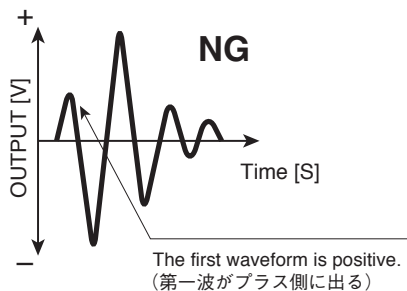 +
NG
OUTPUT [V]
Time [S]
–
The first waveform is positive.
（第一波がプラス側に出る）